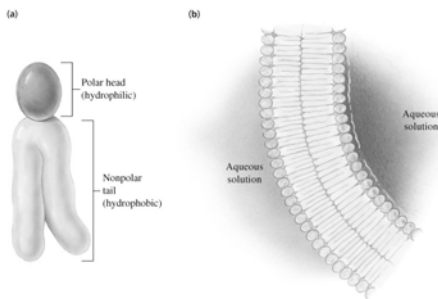 (a)
Polar head
(hydrophilic)
Nonpolar
tail
(hydrophobic)
(b)
Aqueous
solution
Aqueous
solution